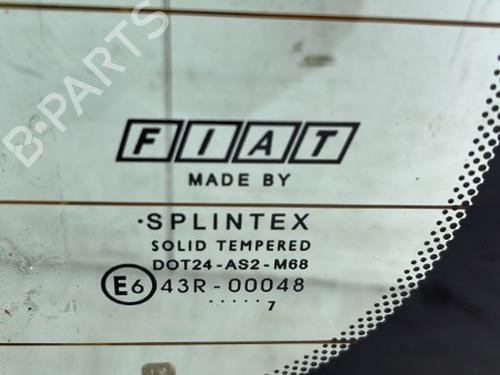 B-PARTS
FIAT
MADE BY
·SPLINTEX
SOLID TEMPERED
DOT24-AS2-M68
E6 43R-00048
..... 7